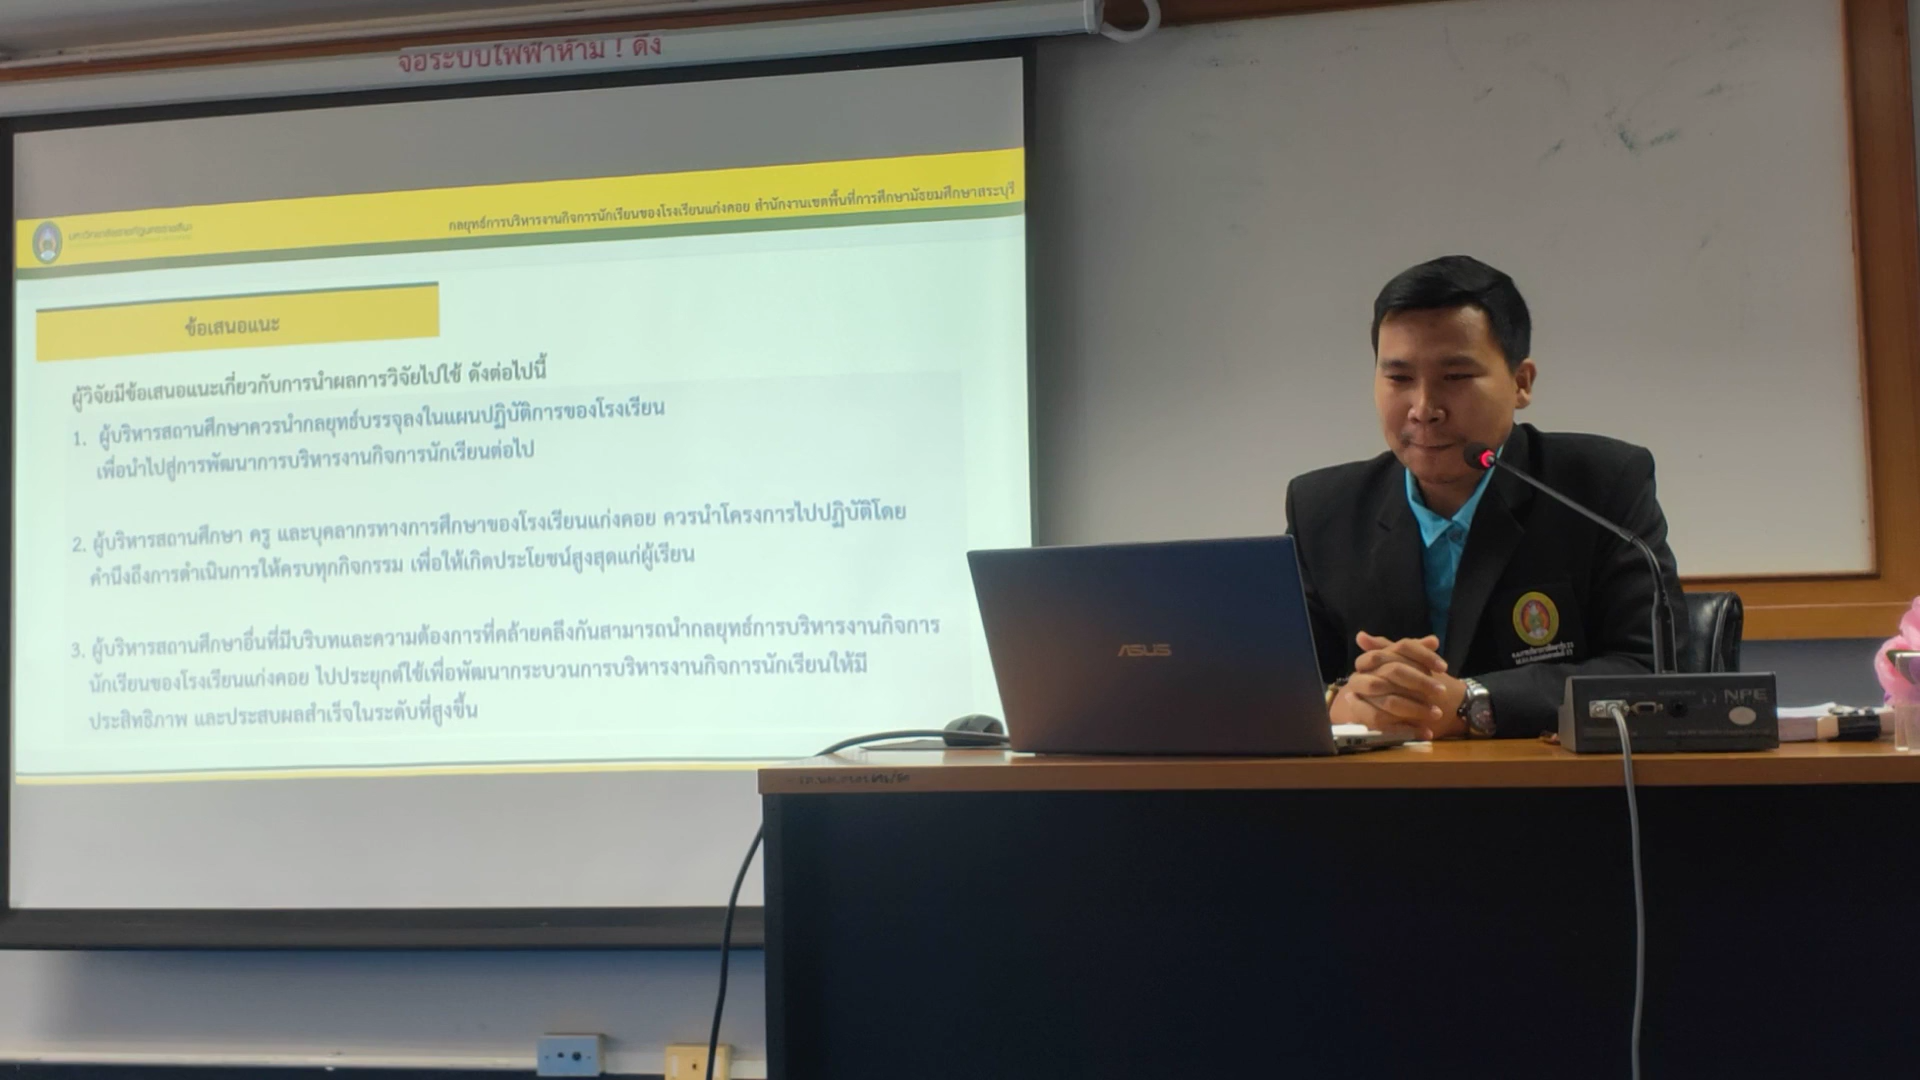 จอระบบไฟฟ้าห้าม ! ดึง
มหาวิทยาลัยราชภัฏนครราชสีมา
กลยุทธ์การบริหารงานกิจการนักเรียนของโรงเรียนแก่งคอย สำนักงานเขตพื้นที่การศึกษามัธยมศึกษาสระบุรี
ข้อเสนอแนะ
ผู้วิจัยมีข้อเสนอแนะเกี่ยวกับการนำผลการวิจัยไปใช้ ดังต่อไปนี้
1. ผู้บริหารสถานศึกษาควรนำกลยุทธ์บรรจุลงในแผนปฏิบัติการของโรงเรียน
เพื่อนำไปสู่การพัฒนาการบริหารงานกิจการนักเรียนต่อไป
2. ผู้บริหารสถานศึกษา ครู และบุคลากรทางการศึกษาของโรงเรียนแก่งคอย ควรนำโครงการไปปฏิบัติโดย
คำนึงถึงการดำเนินการให้ครบทุกกิจกรรม เพื่อให้เกิดประโยชน์สูงสุดแก่ผู้เรียน
3. ผู้บริหารสถานศึกษาอื่นที่มีบริบทและความต้องการที่คล้ายคลึงกันสามารถนำกลยุทธ์การบริหารงานกิจการ
นักเรียนของโรงเรียนแก่งคอย ไปประยุกต์ใช้เพื่อพัฒนากระบวนการบริหารงานกิจการนักเรียนให้มี
ประสิทธิภาพ และประสบผลสำเร็จในระดับที่สูงขึ้น
ASUS
NPE